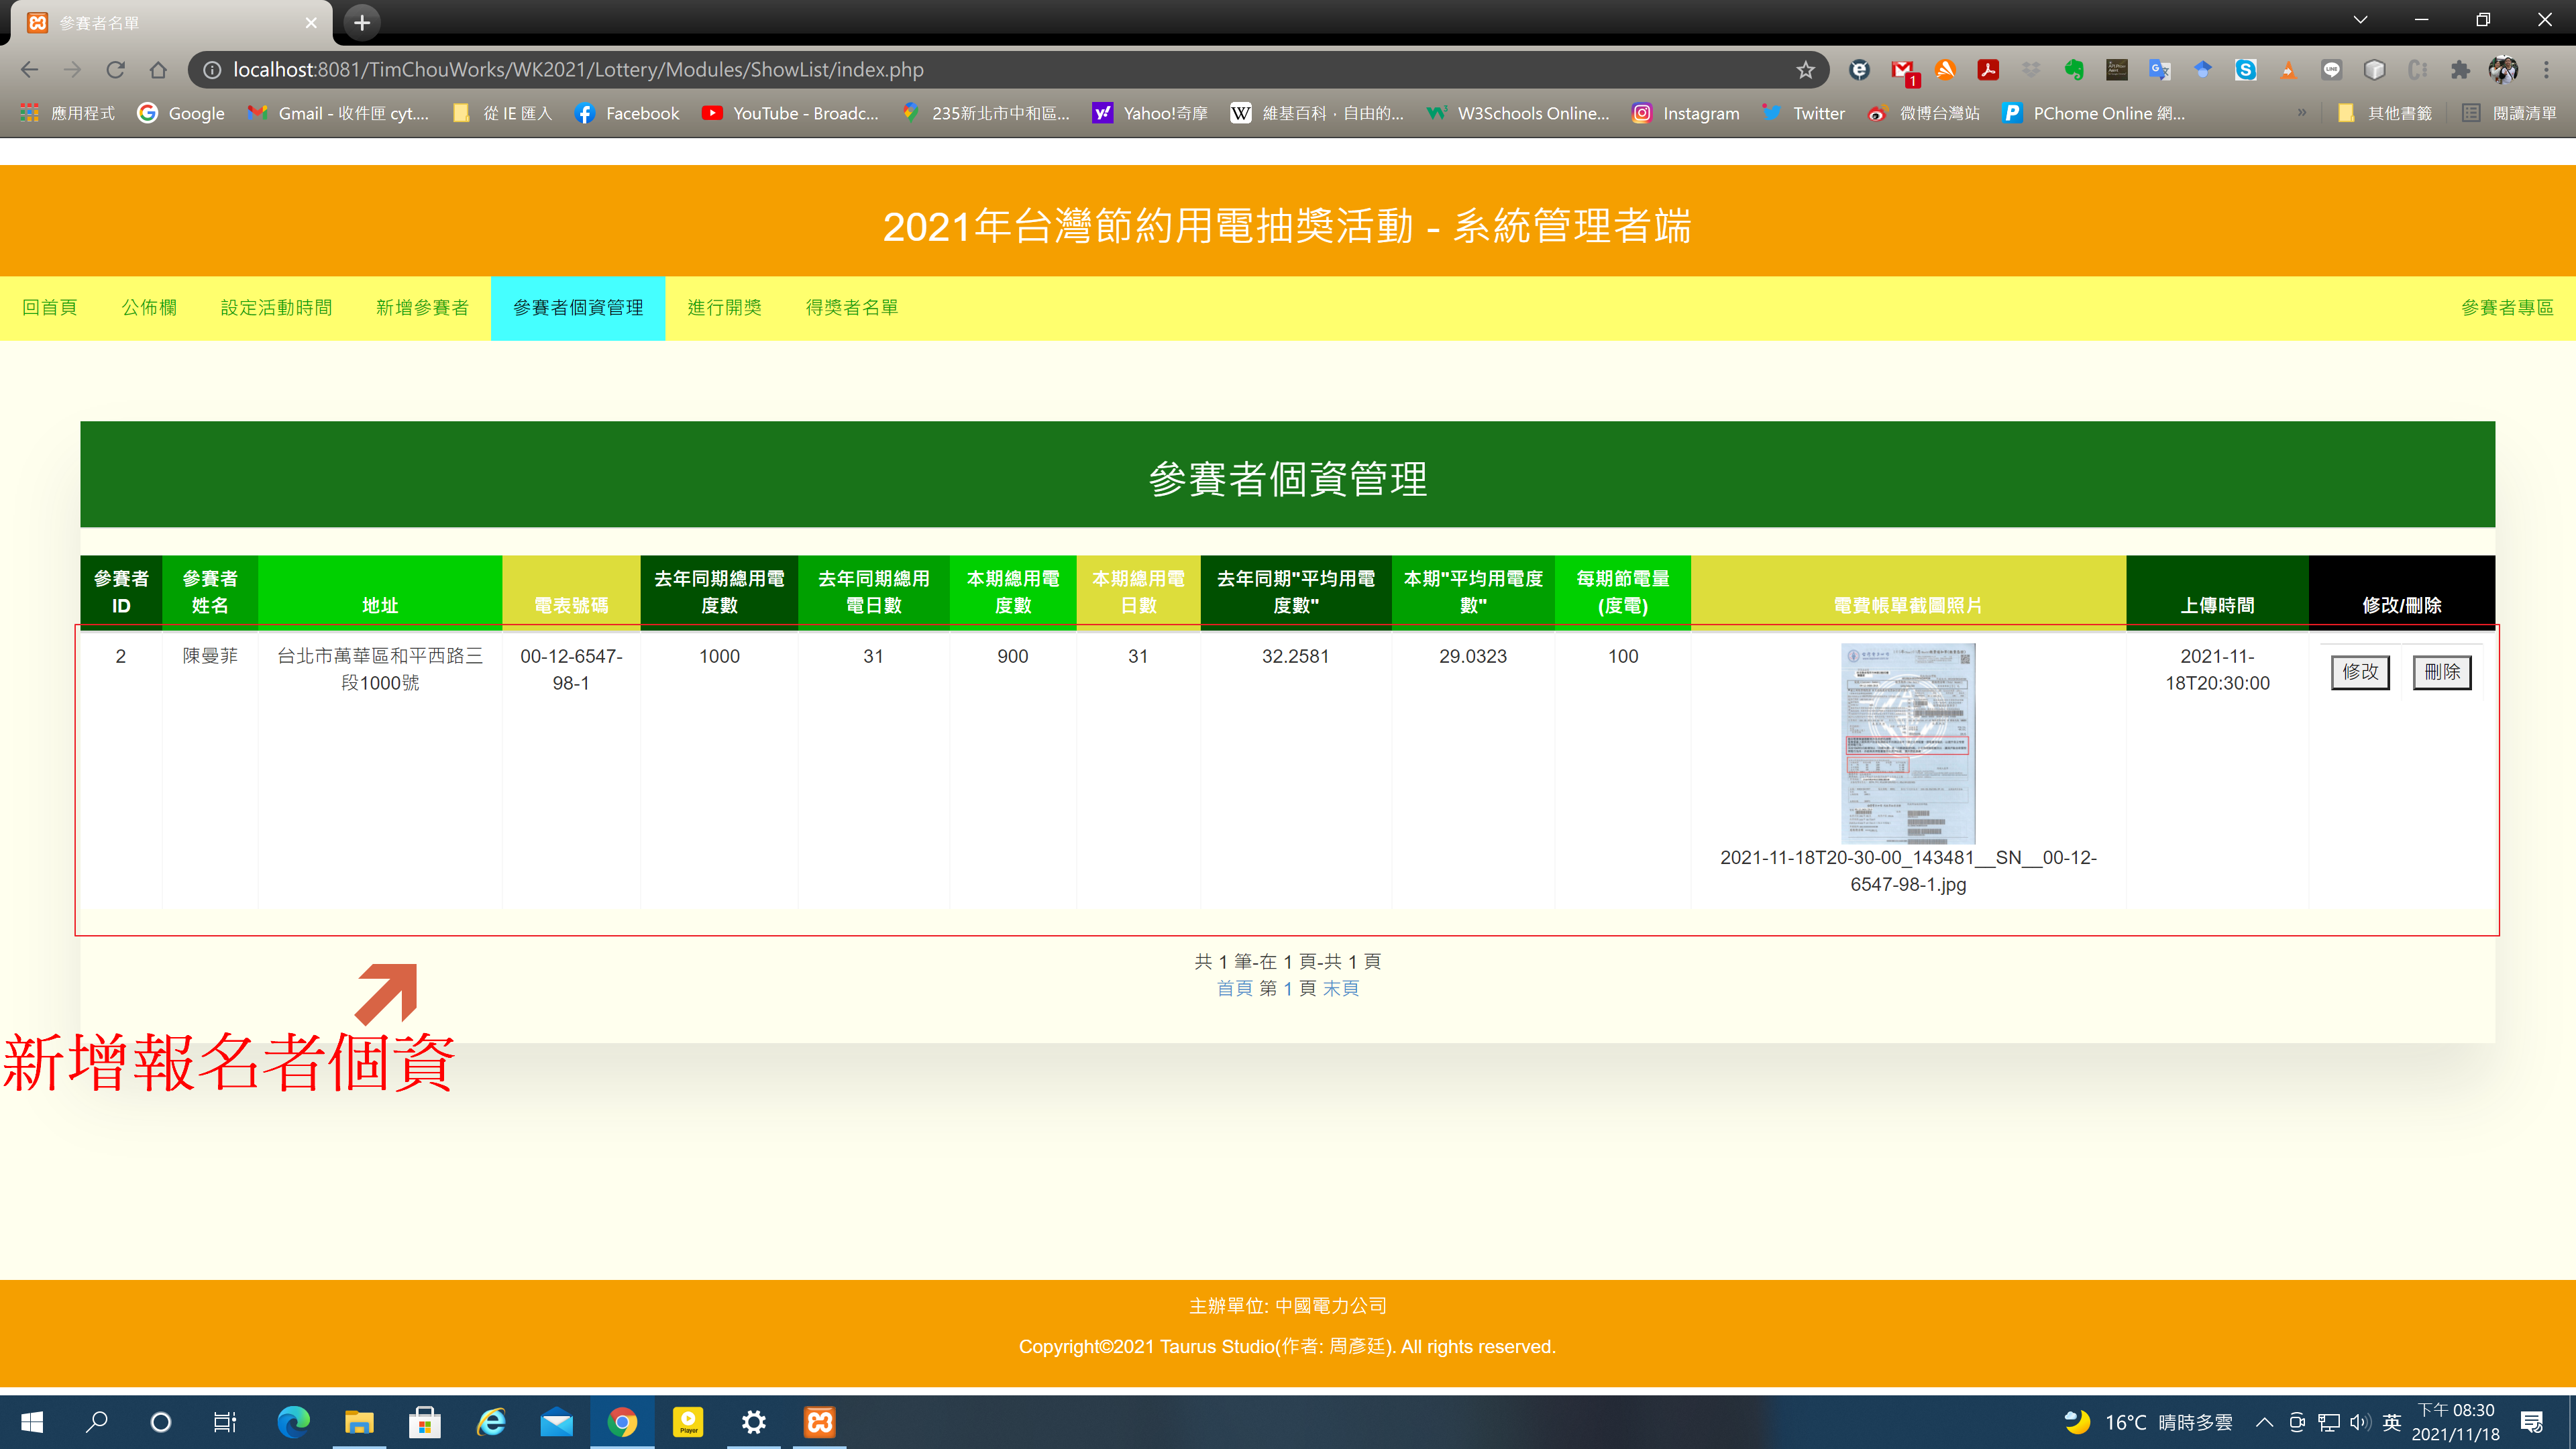 參賽者名單
localhost:8081/TimChouWorks/WK2021/Lottery/Modules/ShowList/index.php
1
應用程式 Google Gmail - 收件匣 cyt.... 從 IE 匯入 Facebook YouTube - Broadc... 235新北市中和區... Yahoo!奇摩 維基百科，自由的... W3Schools Online... Instagram Twitter 微博台灣站 PChome Online 網... » 其他書籤 閱讀清單
2021年台灣節約用電抽獎活動 - 系統管理者端
回首頁 公佈欄 設定活動時間 新增參賽者 參賽者個資管理 進行開獎 得獎者名單 參賽者專區
參賽者個資管理
參賽者 參賽者 去年同期總用電 去年同期總用 本期總用電 本期總用電 去年同期"平均用電 本期"平均用電度 每期節電量
ID 姓名 地址 電表號碼 度數 電日數 度數 日數 度數" 數" (度電) 電費帳單截圖照片 上傳時間 修改/刪除
2 陳曼菲 台北市萬華區和平西路三 00-12-6547- 1000 31 900 31 32.2581 29.0323 100 2021-11- 修改 刪除
段1000號 98-1 18T20:30:00
2021-11-18T20-30-00_143481__SN__00-12-
6547-98-1.jpg
共 1 筆-在 1 頁-共 1 頁
首頁 第 1 頁 末頁
新增報名者個資
主辦單位: 中國電力公司
Copyright©2021 Taurus Studio(作者: 周彥廷). All rights reserved.
Player
16°C 晴時多雲 英 下午 08:30
2021/11/18